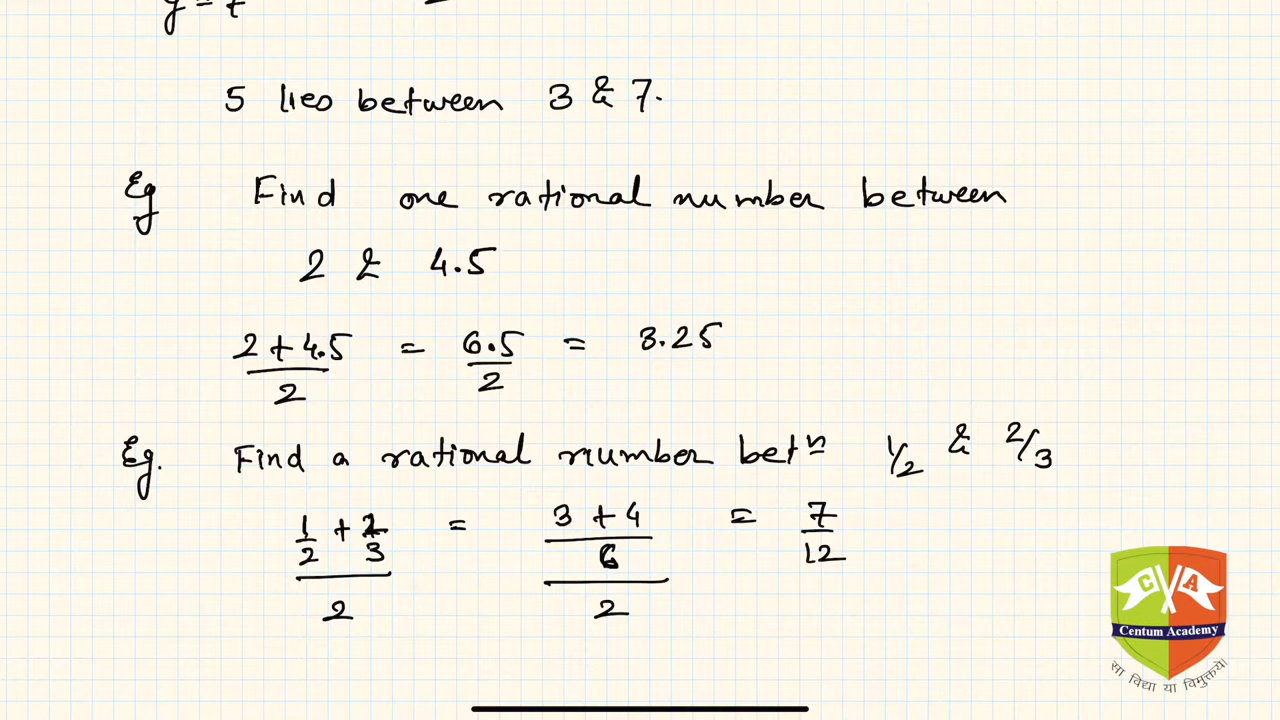 y = 7
5 lies between 3 & 7.
Eg Find one rational number between
2 & 4.5
2 + 4.5 / 2 = 6.5 / 2 = 3.25
Eg. Find a rational number betn 1/2 & 2/3
1/2 + 2/3 / 2 = 3 + 4 / 6 / 2 = 7 / 12
C A
Centum Academy
सा विद्या या विमुक्तये